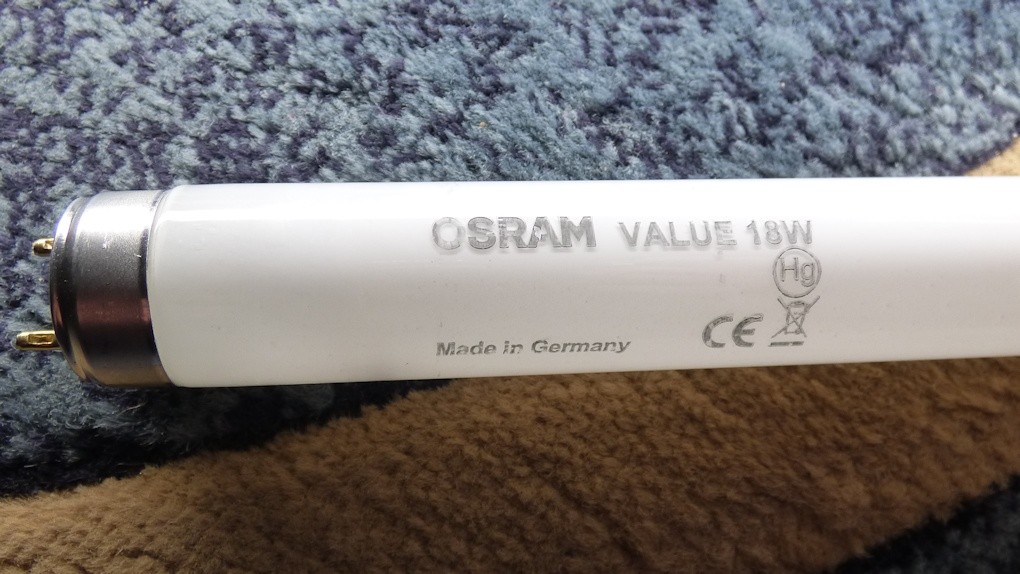 OSRAM VALUE 18W
Hg
CE
Made in Germany